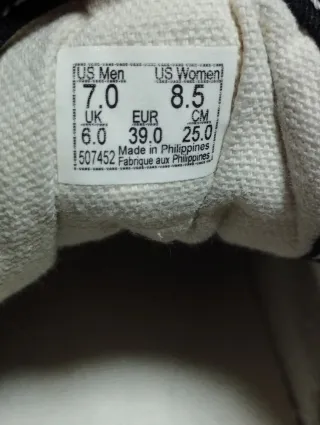 US Men US Women
7.0 8.5
UK EUR CM
6.0 39.0 25.0
507452 Made in Philippines
Fabrique aux Philippines